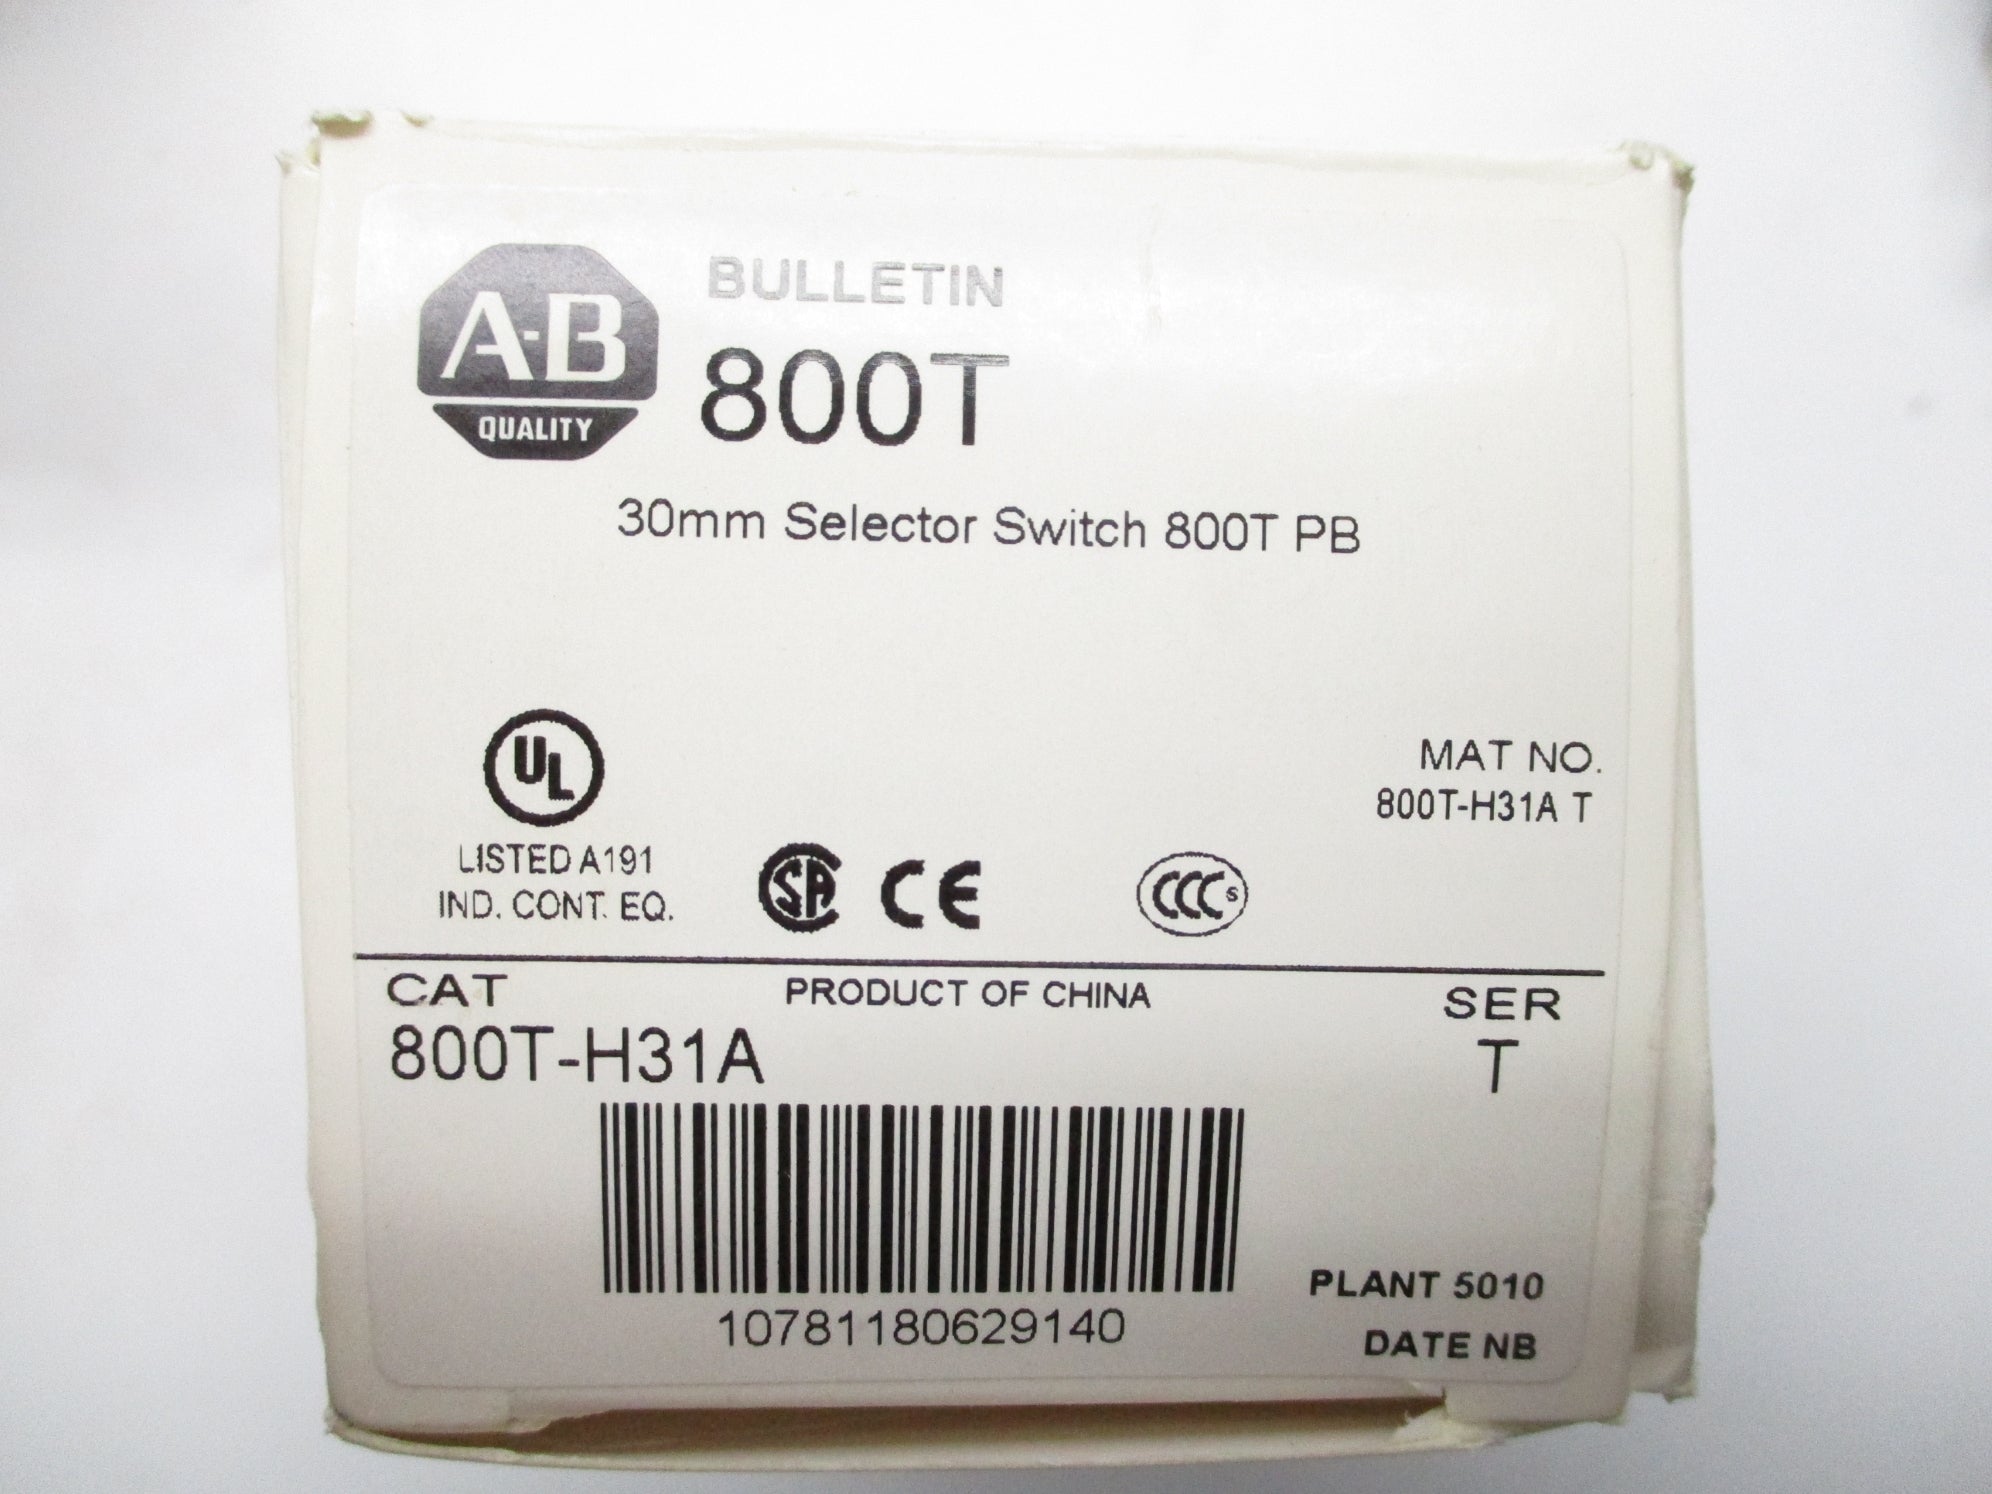 A-B
QUALITY
BULLETIN
800T
30mm Selector Switch 800T PB
UL
LISTED A191
IND. CONT. EQ.
SA
CE
CCC S
MAT NO.
800T-H31A T
CAT
PRODUCT OF CHINA
SER
800T-H31A
T
10781180629140
PLANT 5010
DATE NB